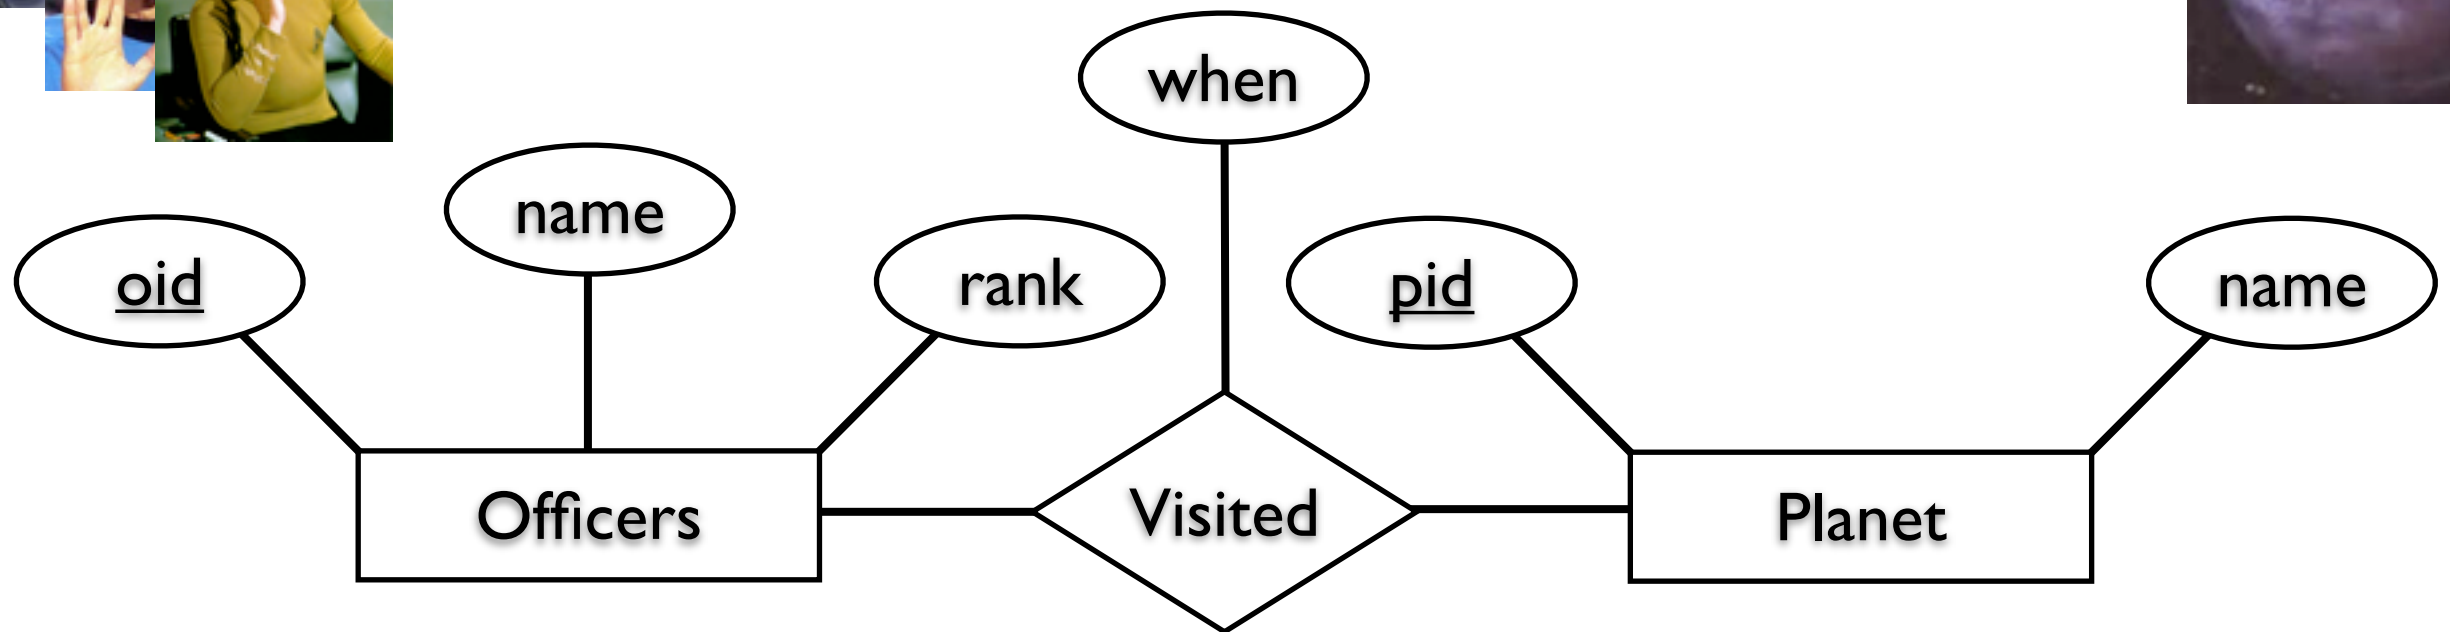 when
name
oid
rank
pid
name
Officers
Visited
Planet